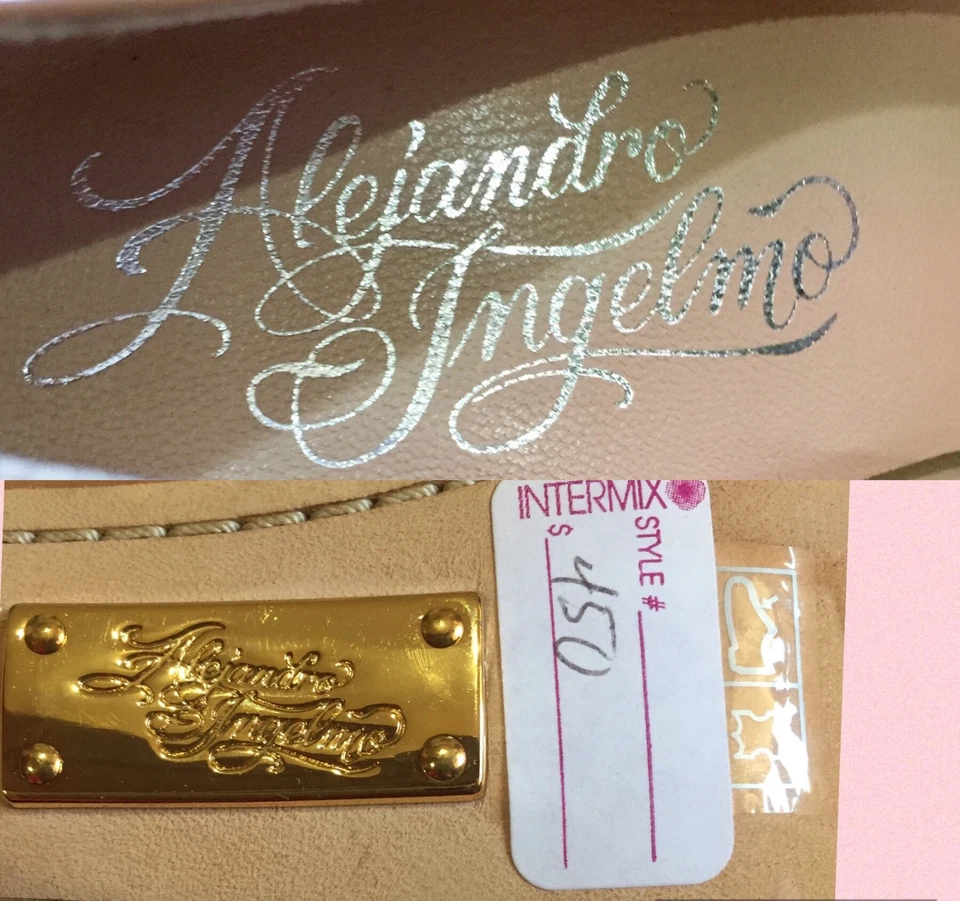 Alejandro
Ingelmo
Alejandro
Ingelmo
INTERMIX
STYLE #
$ 450